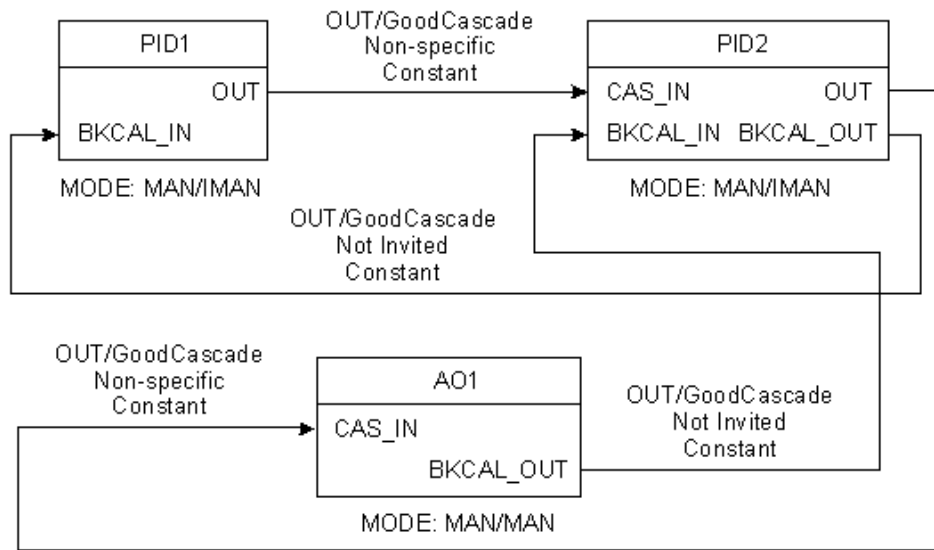 PID1
OUT
BKCAL_IN
MODE: MAN/IMAN
OUT/GoodCascade
Non-specific
Constant
PID2
CAS_IN OUT
BKCAL_IN BKCAL_OUT
MODE: MAN/IMAN
OUT/GoodCascade
Not Invited
Constant
OUT/GoodCascade
Non-specific
Constant
AO1
CAS_IN
BKCAL_OUT
MODE: MAN/MAN
OUT/GoodCascade
Not Invited
Constant